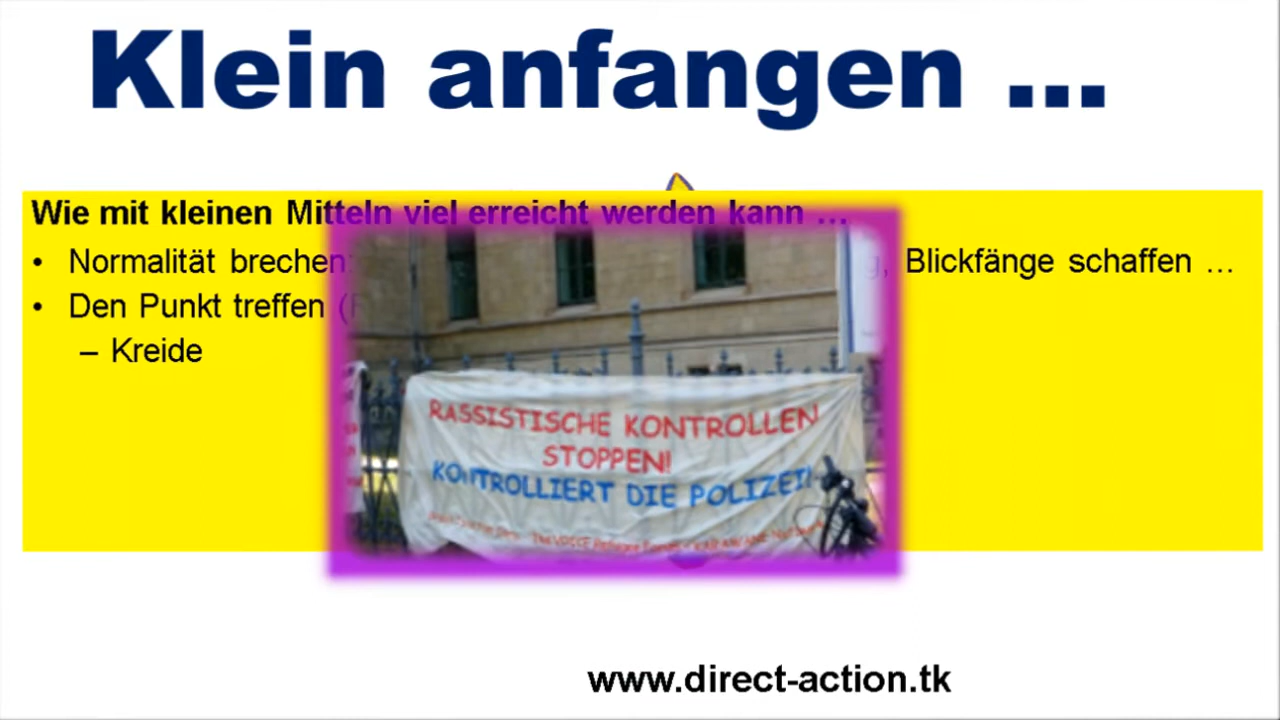 Klein anfangen ...
Wie mit kleinen Mitteln viel erreicht werden kann ...
• Normalität brechen: Blickfänge schaffen ...
• Den Punkt treffen (
– Kreide
RASSISTISCHE KONTROLLEN
STOPPEN!
KONTROLLIERT DIE POLIZEI!
www.direct-action.tk